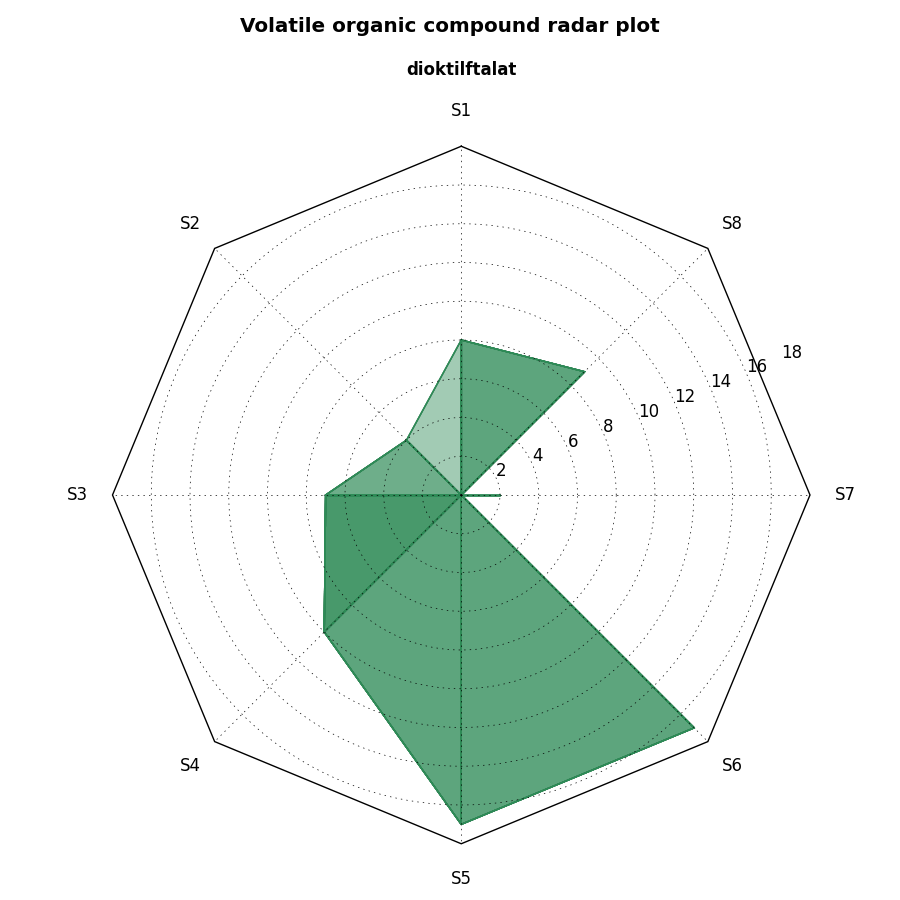 Volatile organic compound radar plot
dioktilftalat
S1
S2
S8
18
16
14
12
10
8
6
4
2
S3
S7
S4
S6
S5